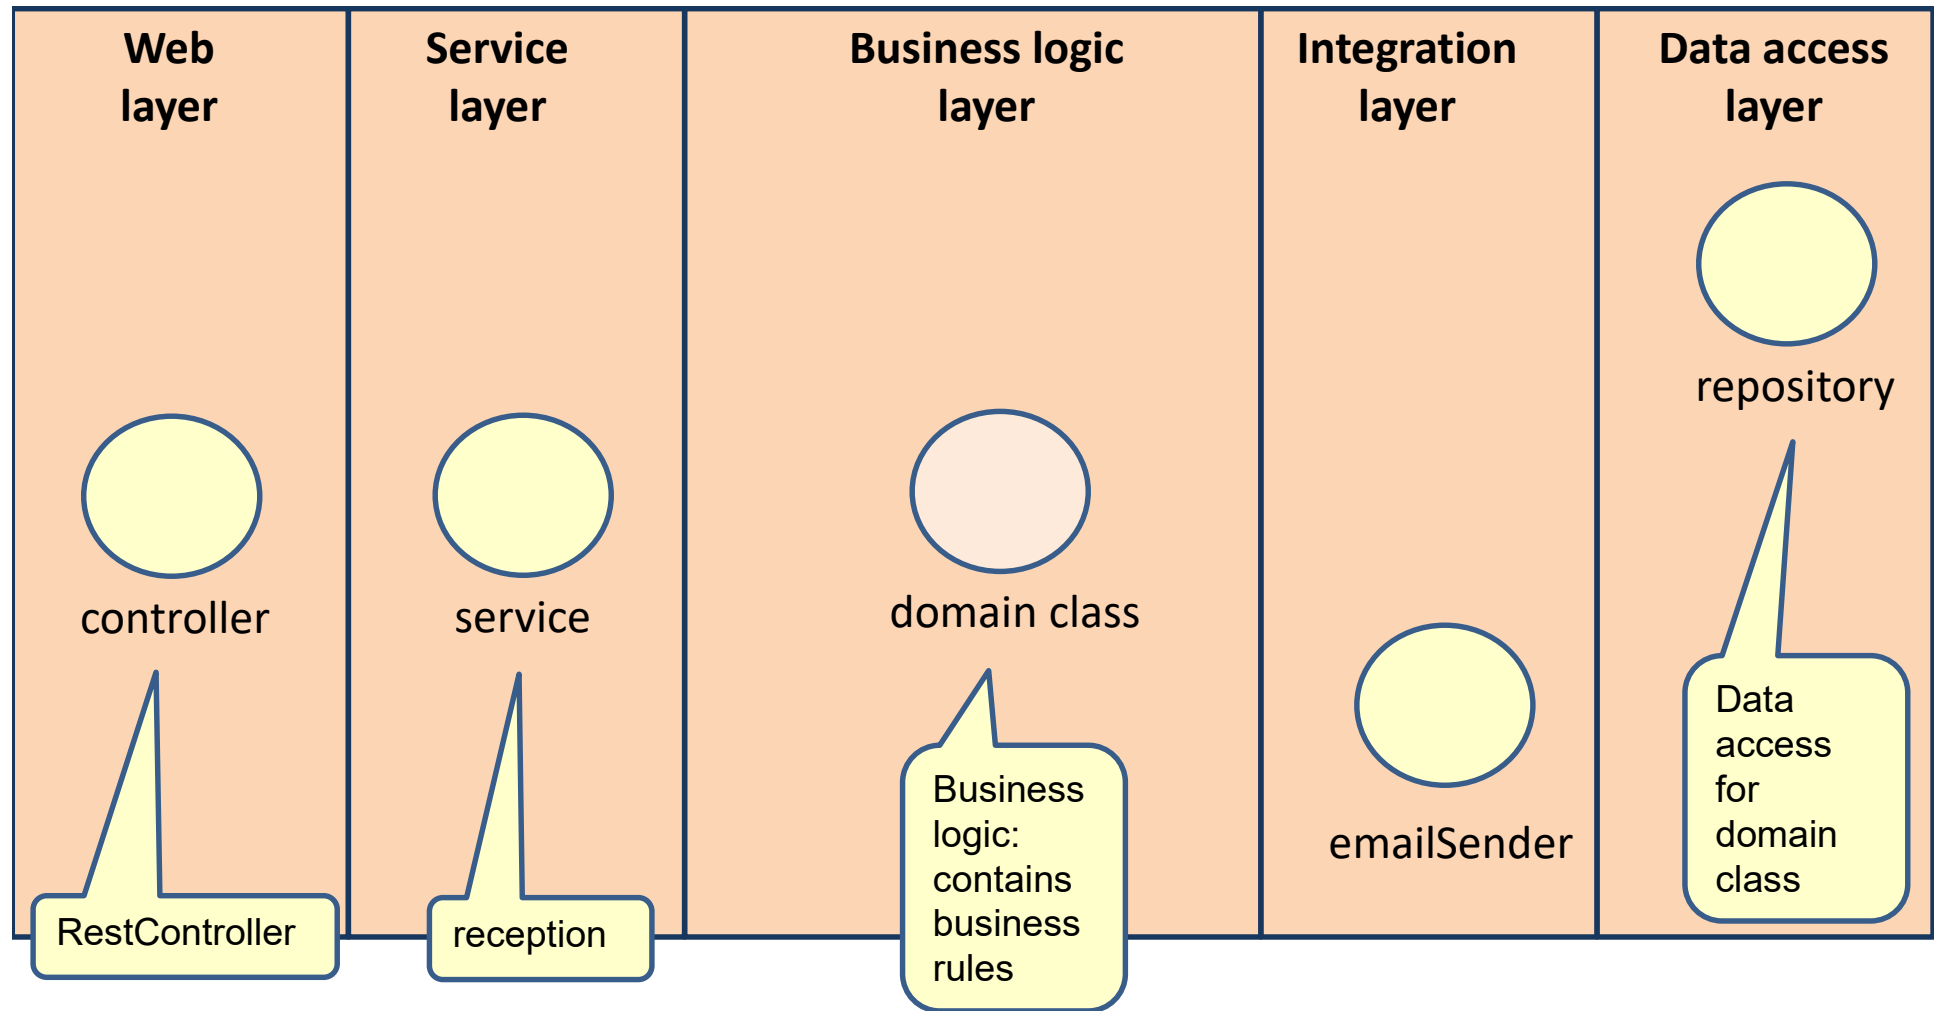 Web
layer
Service
layer
Business logic
layer
Integration
layer
Data access
layer
repository
controller
service
domain class
emailSender
RestController
reception
Business
logic:
contains
business
rules
Data
access
for
domain
class